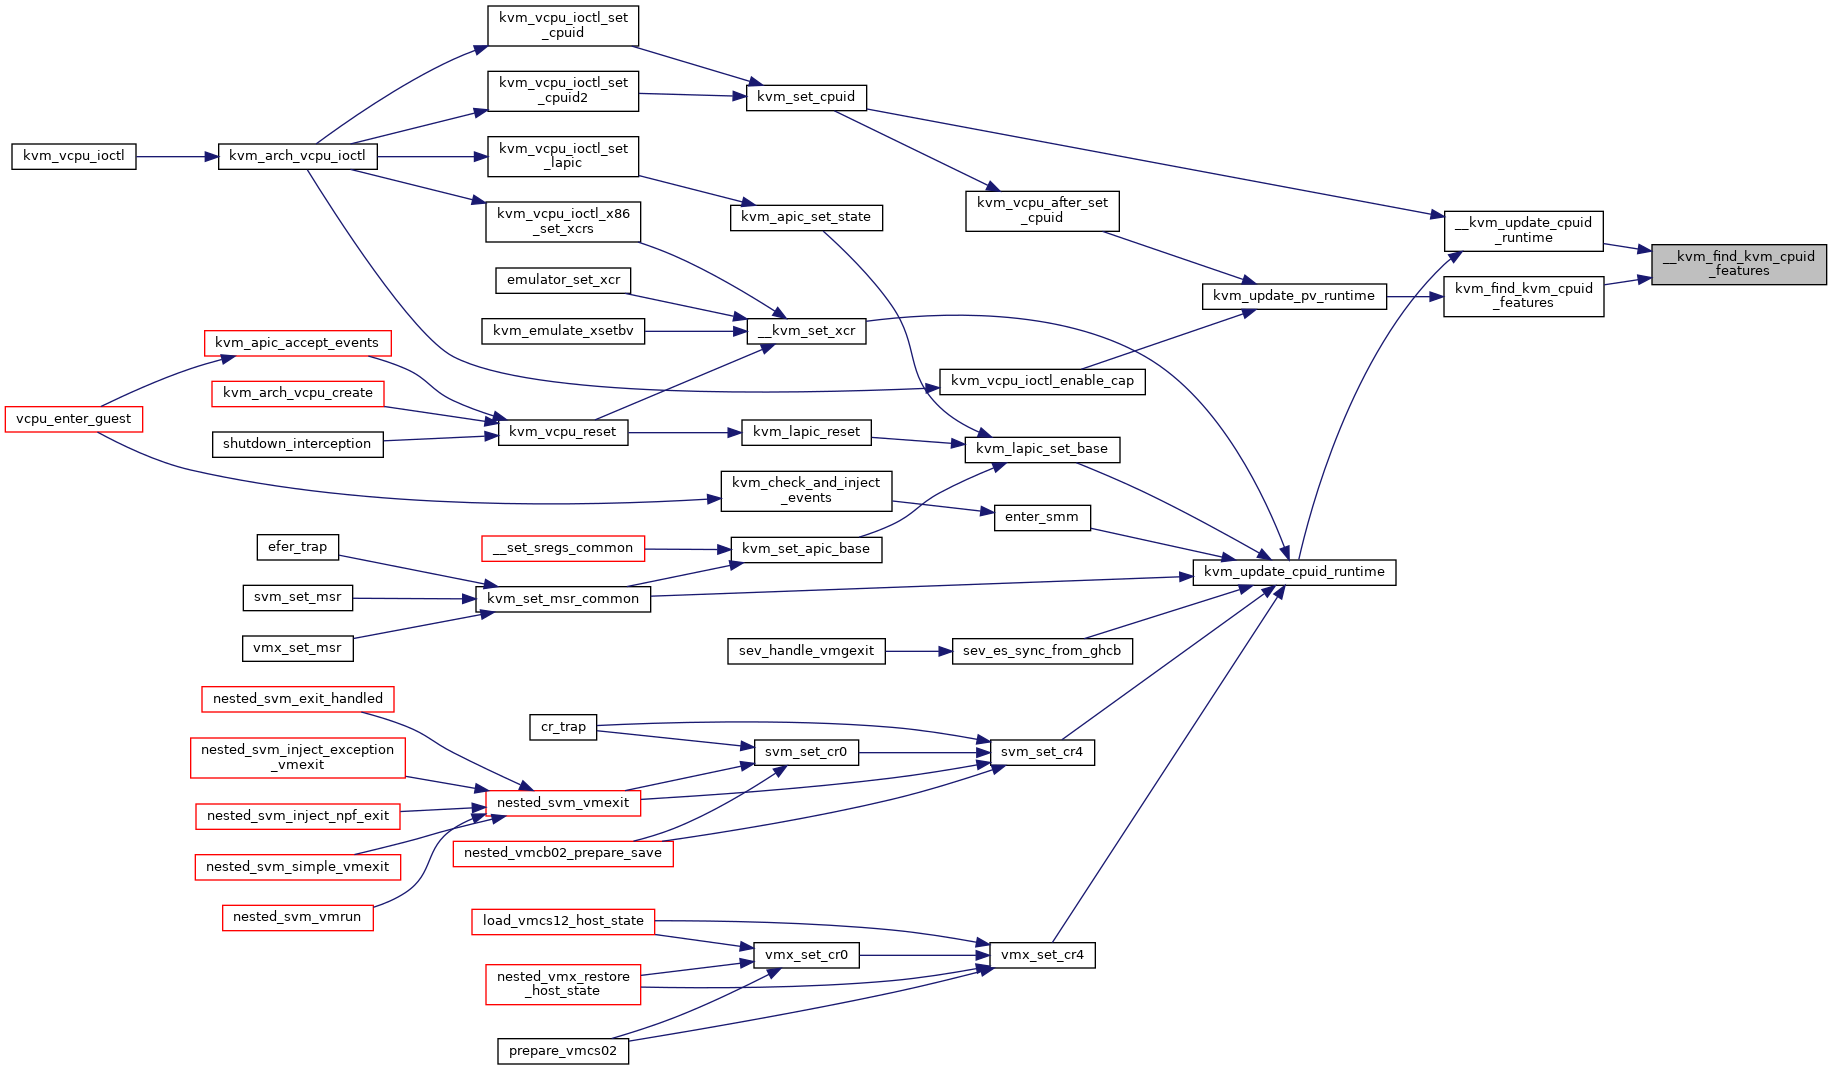 kvm_vcpu_ioctl_set
_cpuid
kvm_vcpu_ioctl_set
_cpuid2
kvm_set_cpuid
kvm_vcpu_ioctl
kvm_arch_vcpu_ioctl
kvm_vcpu_ioctl_set
_lapic
kvm_vcpu_ioctl_x86
_set_xcrs
kvm_apic_set_state
kvm_vcpu_after_set
_cpuid
__kvm_update_cpuid
_runtime
__kvm_find_kvm_cpuid
_features
emulator_set_xcr
kvm_update_pv_runtime
kvm_find_kvm_cpuid
_features
kvm_emulate_xsetbv
__kvm_set_xcr
kvm_apic_accept_events
kvm_arch_vcpu_create
kvm_vcpu_ioctl_enable_cap
vcpu_enter_guest
shutdown_interception
kvm_vcpu_reset
kvm_lapic_reset
kvm_lapic_set_base
kvm_check_and_inject
_events
enter_smm
efer_trap
__set_sregs_common
kvm_set_apic_base
kvm_update_cpuid_runtime
svm_set_msr
kvm_set_msr_common
vmx_set_msr
sev_handle_vmgexit
sev_es_sync_from_ghcb
nested_svm_exit_handled
cr_trap
nested_svm_inject_exception
_vmexit
svm_set_cr0
svm_set_cr4
nested_svm_vmexit
nested_svm_inject_npf_exit
nested_vmcb02_prepare_save
nested_svm_simple_vmexit
nested_svm_vmrun
load_vmcs12_host_state
vmx_set_cr0
vmx_set_cr4
nested_vmx_restore
_host_state
prepare_vmcs02